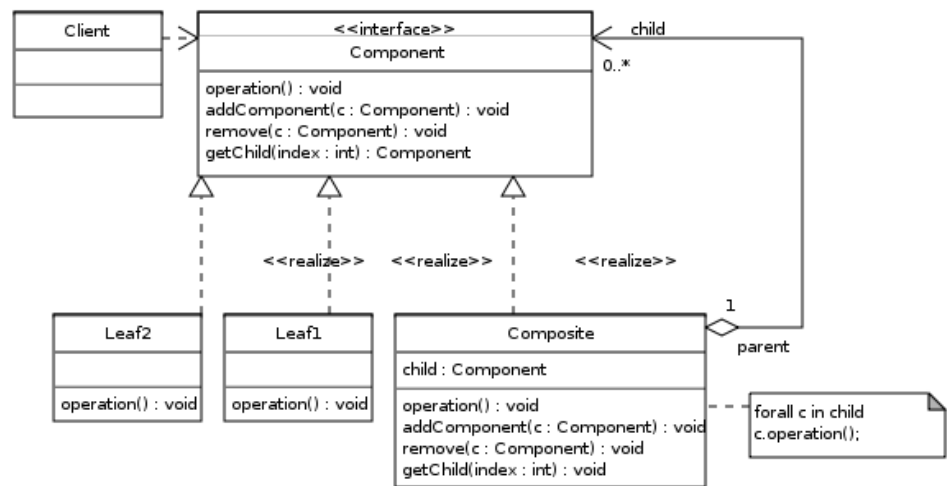 Client
<<interface>>
Component
child
0..*
operation() : void
addComponent(c : Component) : void
remove(c : Component) : void
getChild(index : int) : Component
<<realize>>
<<realize>>
<<realize>>
1
parent
Leaf2
operation() : void
Leaf1
operation() : void
Composite
child : Component
operation() : void
addComponent(c : Component) : void
remove(c : Component) : void
getChild(index : int) : void
forall c in child
c.operation();